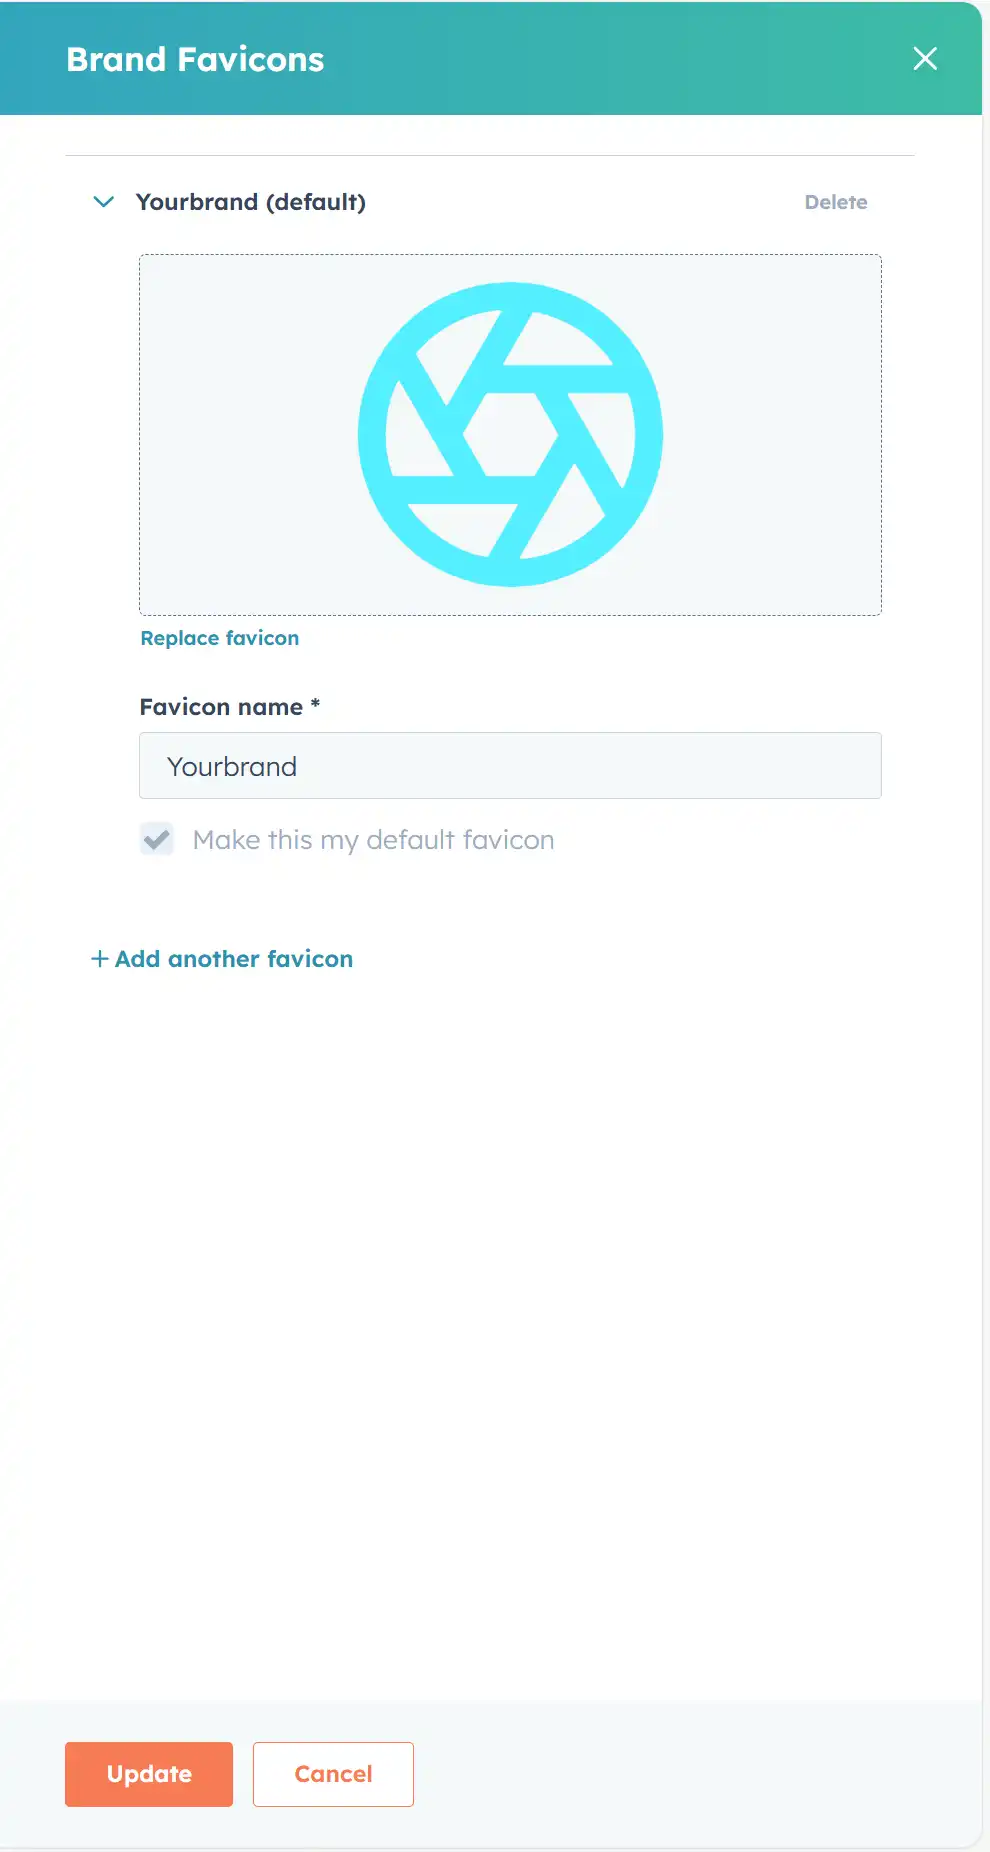 Brand Favicons
Yourbrand (default)
Delete
Replace favicon
Favicon name *
Yourbrand
Make this my default favicon
+ Add another favicon
Update
Cancel